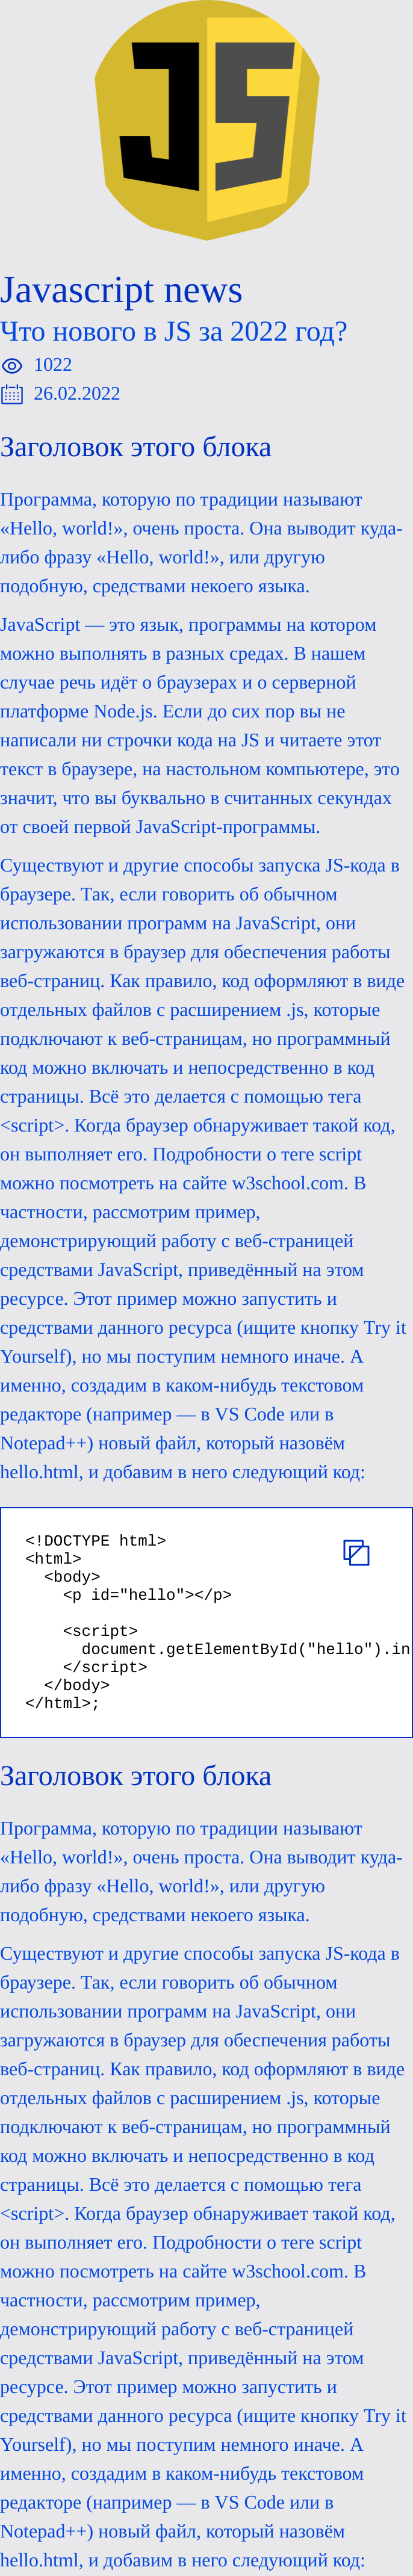 JS
Javascript news
Что нового в JS за 2022 год?
1022
26.02.2022
Заголовок этого блока
Программа, которую по традиции называют
«Hello, world!», очень проста. Она выводит куда-
либо фразу «Hello, world!», или другую
подобную, средствами некоего языка.
JavaScript — это язык, программы на котором
можно выполнять в разных средах. В нашем
случае речь идёт о браузерах и о серверной
платформе Node.js. Если до сих пор вы не
написали ни строчки кода на JS и читаете этот
текст в браузере, на настольном компьютере, это
значит, что вы буквально в считанных секундах
от своей первой JavaScript-программы.
Существуют и другие способы запуска JS-кода в
браузере. Так, если говорить об обычном
использовании программ на JavaScript, они
загружаются в браузер для обеспечения работы
веб-страниц. Как правило, код оформляют в виде
отдельных файлов с расширением .js, которые
подключают к веб-страницам, но программный
код можно включать и непосредственно в код
страницы. Всё это делается с помощью тега
<script>. Когда браузер обнаруживает такой код,
он выполняет его. Подробности о теге script
можно посмотреть на сайте w3school.com. В
частности, рассмотрим пример,
демонстрирующий работу с веб-страницей
средствами JavaScript, приведённый на этом
ресурсе. Этот пример можно запустить и
средствами данного ресурса (ищите кнопку Try it
Yourself), но мы поступим немного иначе. А
именно, создадим в каком-нибудь текстовом
редакторе (например — в VS Code или в
Notepad++) новый файл, который назовём
hello.html, и добавим в него следующий код:
<!DOCTYPE html>
<html>
  <body>
    <p id="hello"></p>

    <script>
      document.getElementById("hello").in
    </script>
  </body>
</html>;
Заголовок этого блока
Программа, которую по традиции называют
«Hello, world!», очень проста. Она выводит куда-
либо фразу «Hello, world!», или другую
подобную, средствами некоего языка.
Существуют и другие способы запуска JS-кода в
браузере. Так, если говорить об обычном
использовании программ на JavaScript, они
загружаются в браузер для обеспечения работы
веб-страниц. Как правило, код оформляют в виде
отдельных файлов с расширением .js, которые
подключают к веб-страницам, но программный
код можно включать и непосредственно в код
страницы. Всё это делается с помощью тега
<script>. Когда браузер обнаруживает такой код,
он выполняет его. Подробности о теге script
можно посмотреть на сайте w3school.com. В
частности, рассмотрим пример,
демонстрирующий работу с веб-страницей
средствами JavaScript, приведённый на этом
ресурсе. Этот пример можно запустить и
средствами данного ресурса (ищите кнопку Try it
Yourself), но мы поступим немного иначе. А
именно, создадим в каком-нибудь текстовом
редакторе (например — в VS Code или в
Notepad++) новый файл, который назовём
hello.html, и добавим в него следующий код: